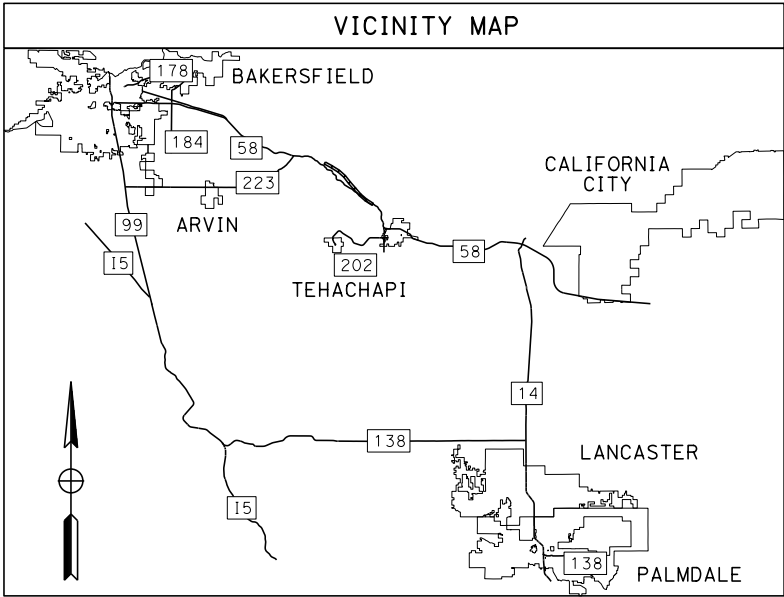 VICINITY MAP
178
BAKERSFIELD
184
58
223
CALIFORNIA
CITY
99
ARVIN
I5
202
58
TEHACHAPI
14
138
LANCASTER
I5
138
PALMDALE